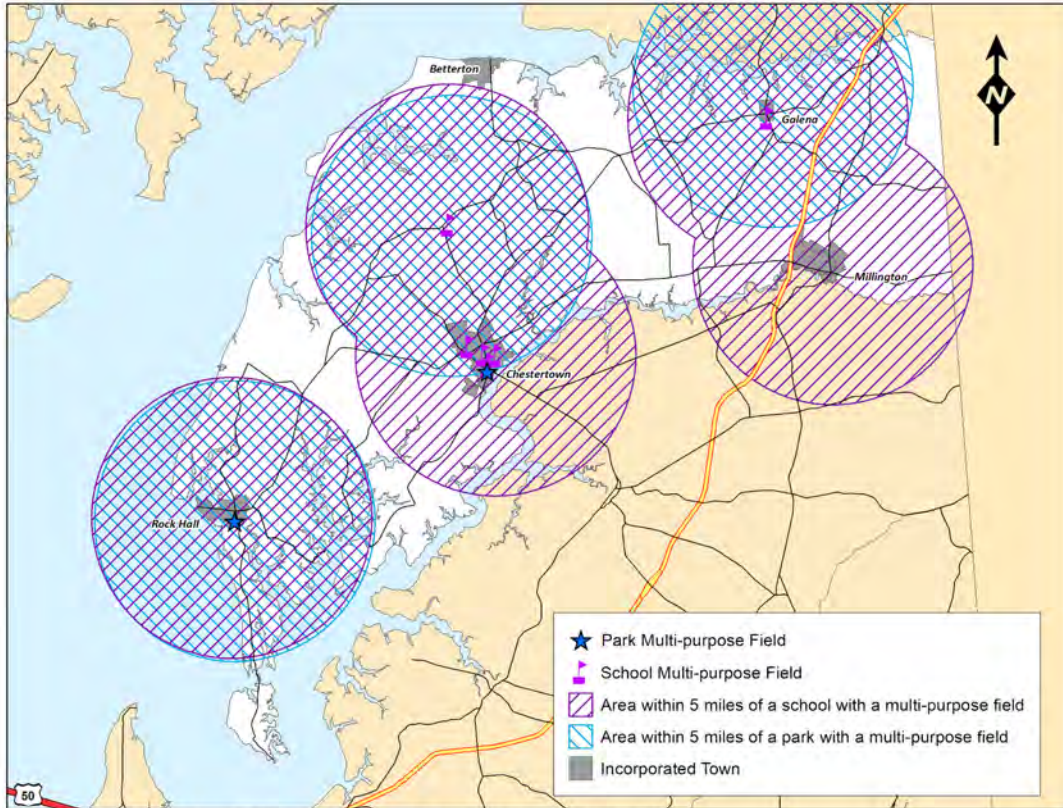 Betterton
N
Galena
Millington
Chestertown
Rock Hall
Park Multi-purpose Field
School Multi-purpose Field
Area within 5 miles of a school with a multi-purpose field
Area within 5 miles of a park with a multi-purpose field
Incorporated Town
50